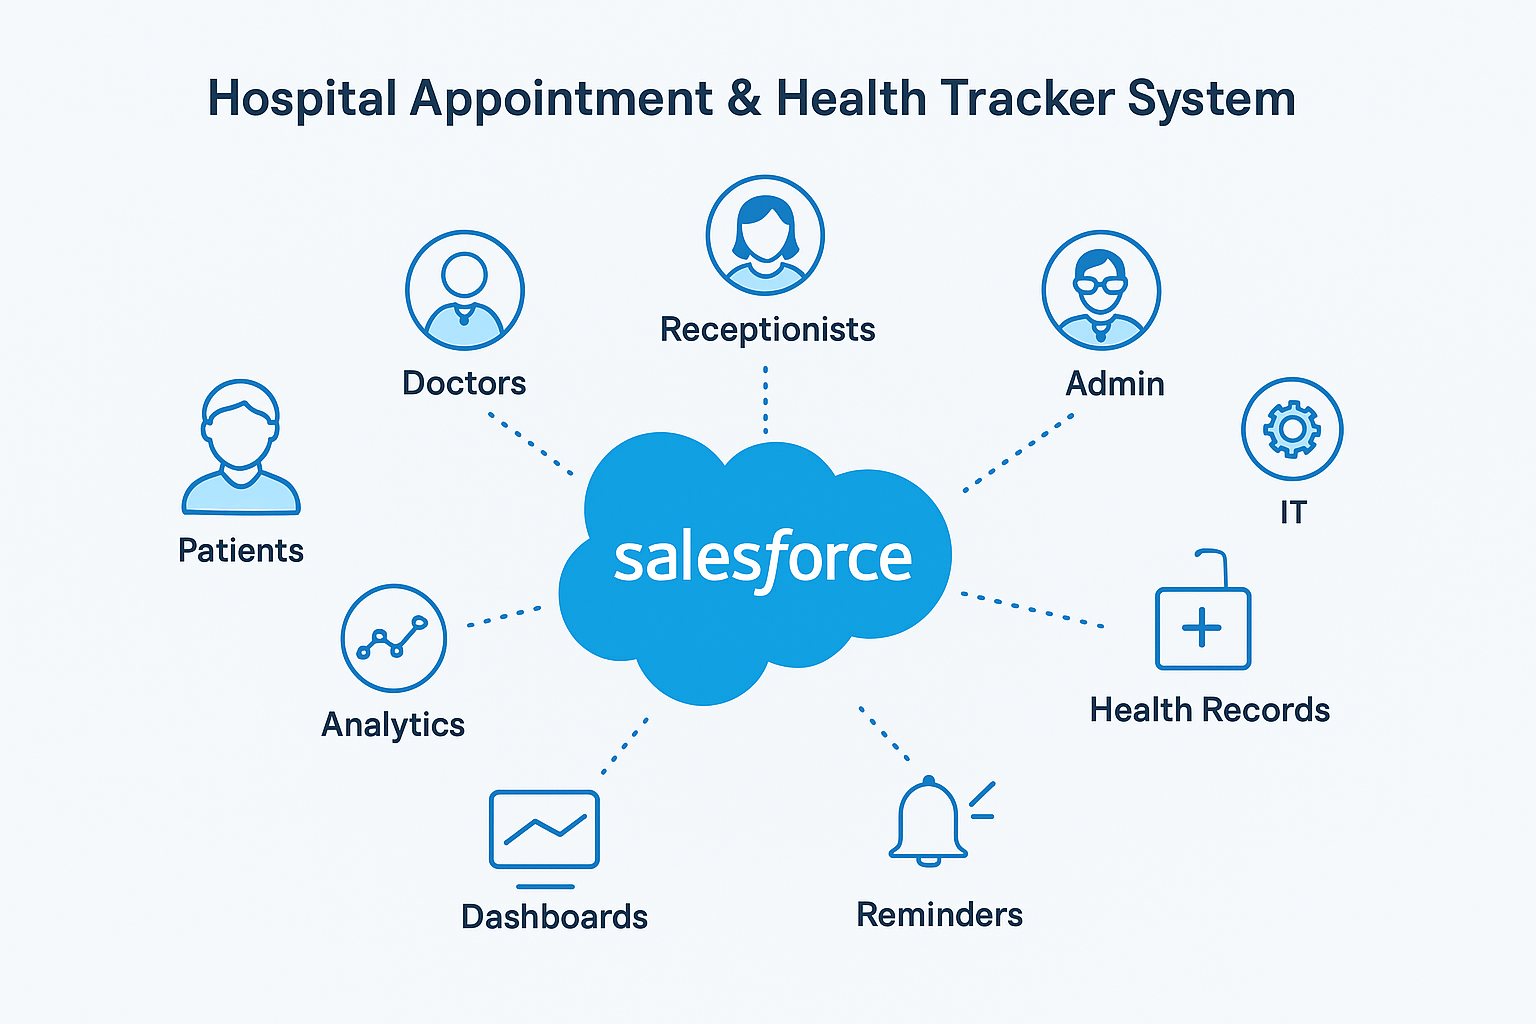 Hospital Appointment & Health Tracker System
Receptionists
Doctors
Admin
IT
Patients
salesforce
Analytics
Health Records
Dashboards
Reminders